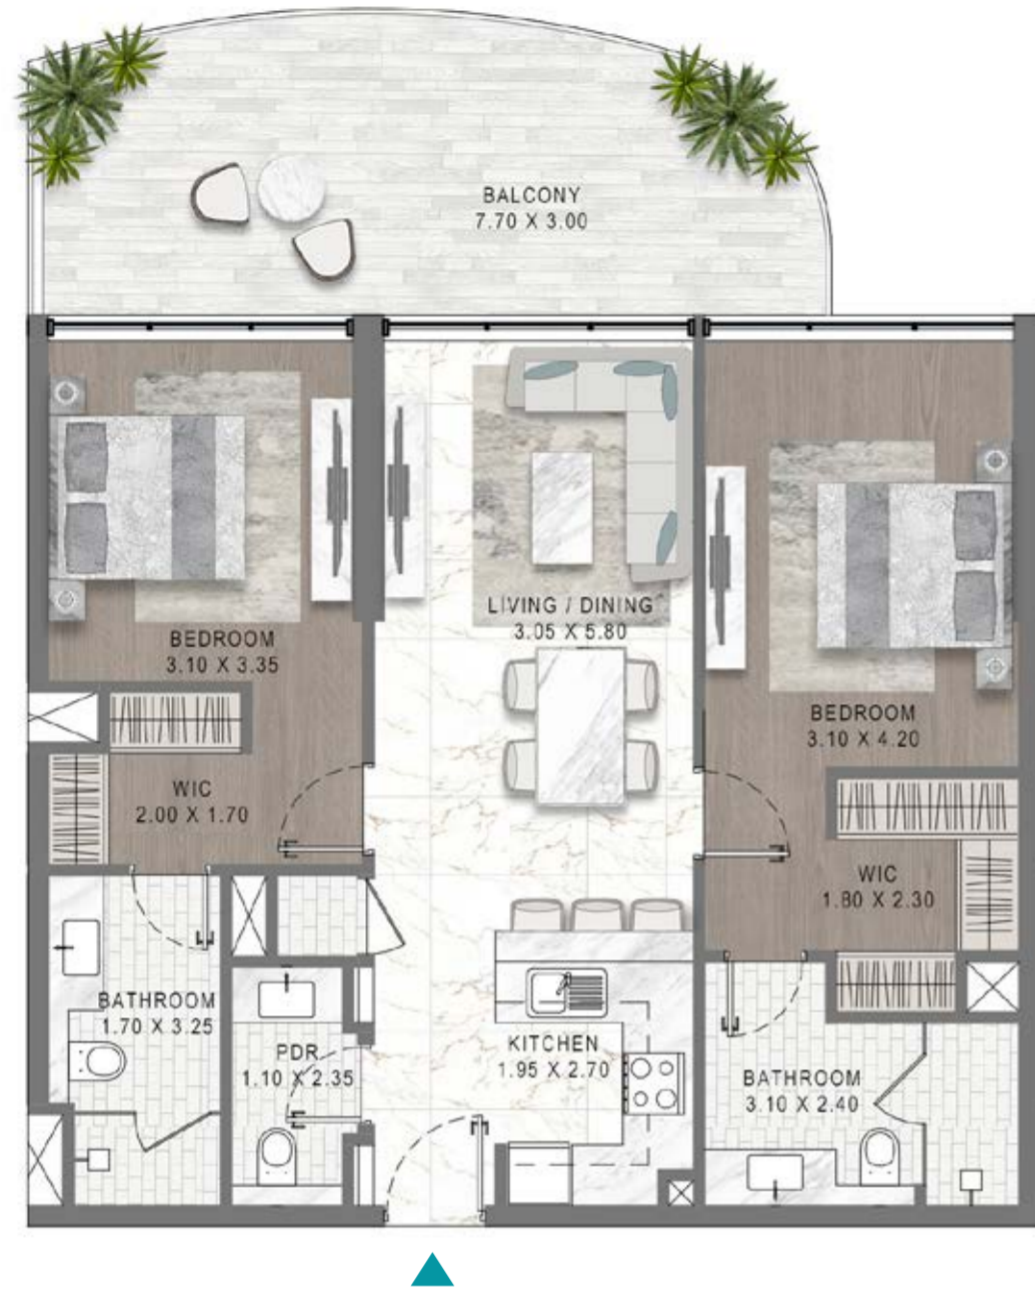 BALCONY
7.70 X 3.00
LIVING / DINING
3.05 X 5.80
BEDROOM
3.10 X 3.35
BEDROOM
3.10 X 4.20
WIC
2.00 X 1.70
WIC
1.80 X 2.30
BATHROOM
1.70 X 3.25
PDR
1.10 X 2.35
KITCHEN
1.95 X 2.70
BATHROOM
3.10 X 2.40